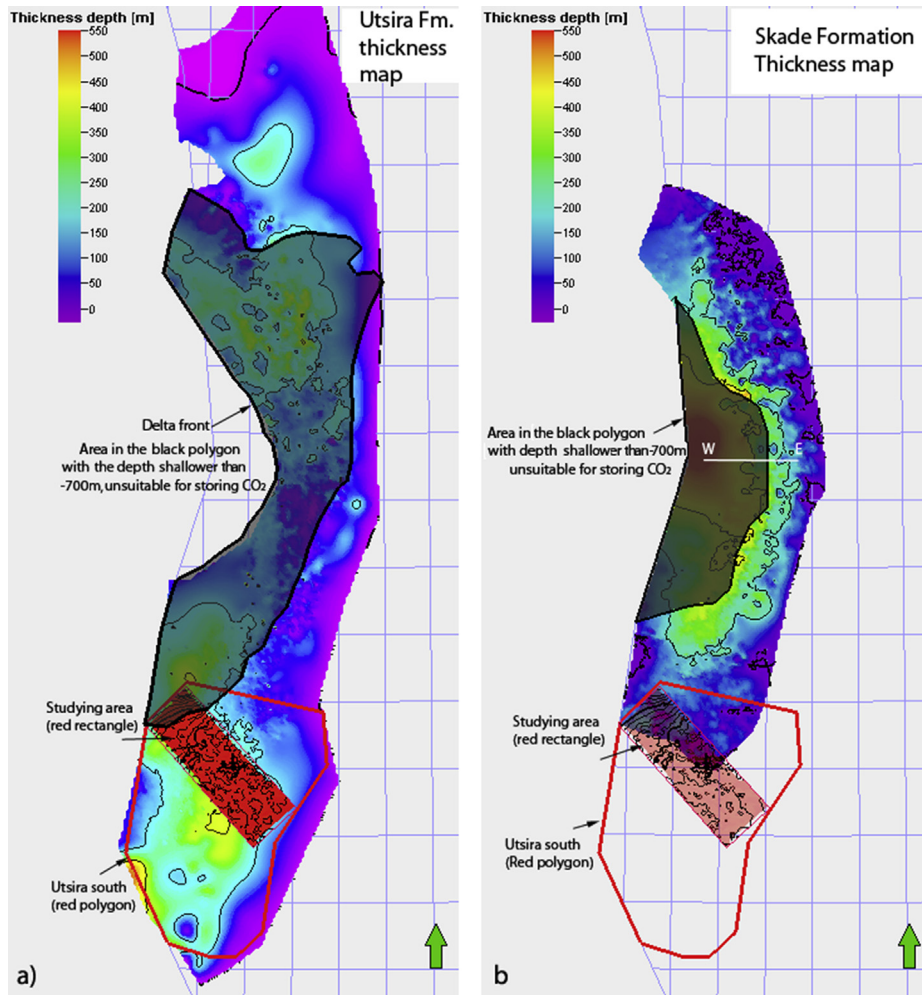 Thickness depth [m]
550
500
450
400
350
300
250
200
150
100
50
0
Utsira Fm.
thickness
map
Delta front
Area in the black polygon
with the depth shallower than
-700m, unsuitable for storing CO₂
Studying area
(red rectangle)
Utsira south
(red polygon)
a)
Thickness depth [m]
550
500
450
400
350
300
250
200
150
100
50
0
Skade Formation
Thickness map
Area in the black polygon
with depth shallower than-700m
unsuitable for storing CO₂
W
E
Studying area
(red rectangle)
Utsira south
(Red polygon)
b